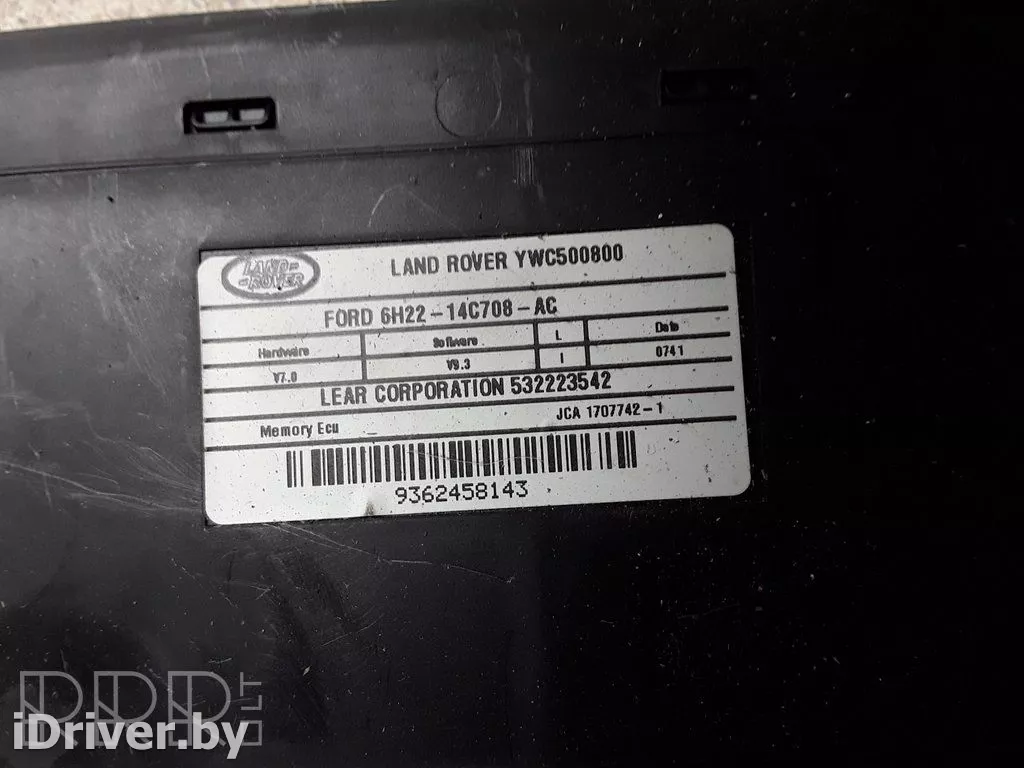 LAND ROVER
LAND ROVER YWC500800
FORD 6H22-14C708-AC
Hardware Software L Date
V7.0 V9.3 I 0741
LEAR CORPORATION 532223542
Memory Ecu JCA 1707742-1
9362458143
iDriver.by